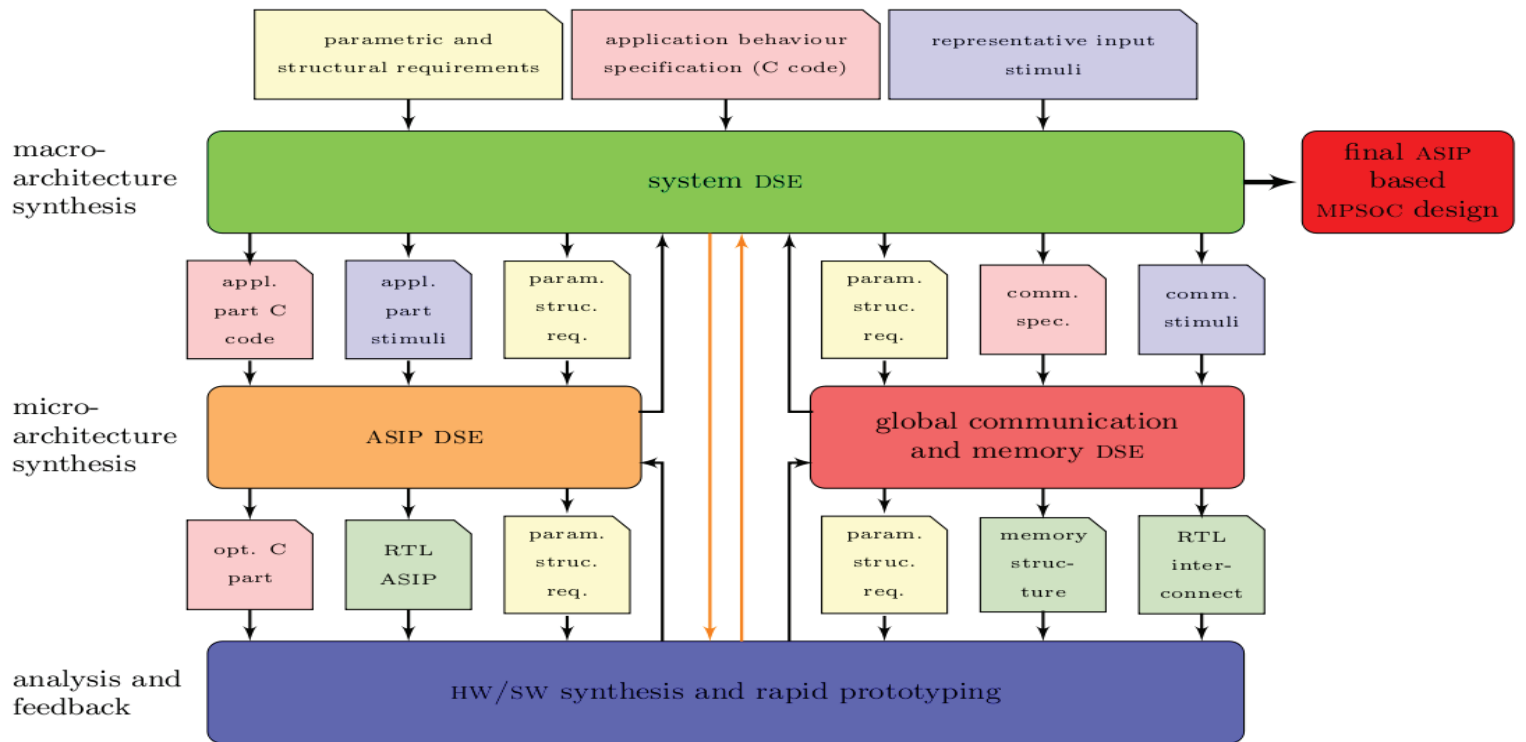 parametric and
structural requirements
application behaviour
specification (C code)
representative input
stimuli
macro-
architecture
synthesis
system DSE
final ASIP
based
MPSoC design
appl.
part C
code
appl.
part
stimuli
param.
struc.
req.
param.
struc.
req.
comm.
spec.
comm.
stimuli
micro-
architecture
synthesis
ASIP DSE
global communication
and memory DSE
opt. C
part
RTL
ASIP
param.
struc.
req.
param.
struc.
req.
memory
struc-
ture
RTL
inter-
connect
analysis and
feedback
HW/SW synthesis and rapid prototyping